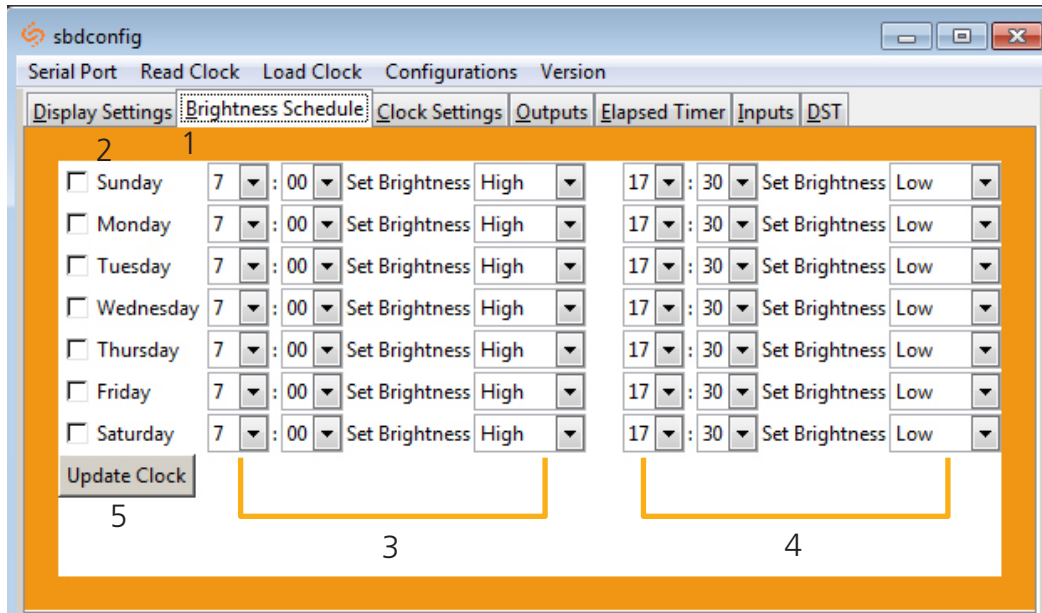 sbdconfig
Serial Port Read Clock Load Clock Configurations Version
Display Settings Brightness Schedule Clock Settings Outputs Elapsed Timer Inputs DST
2 1
Sunday 7 : 00 Set Brightness High 17 : 30 Set Brightness Low
Monday 7 : 00 Set Brightness High 17 : 30 Set Brightness Low
Tuesday 7 : 00 Set Brightness High 17 : 30 Set Brightness Low
Wednesday 7 : 00 Set Brightness High 17 : 30 Set Brightness Low
Thursday 7 : 00 Set Brightness High 17 : 30 Set Brightness Low
Friday 7 : 00 Set Brightness High 17 : 30 Set Brightness Low
Saturday 7 : 00 Set Brightness High 17 : 30 Set Brightness Low
Update Clock
5
3 4